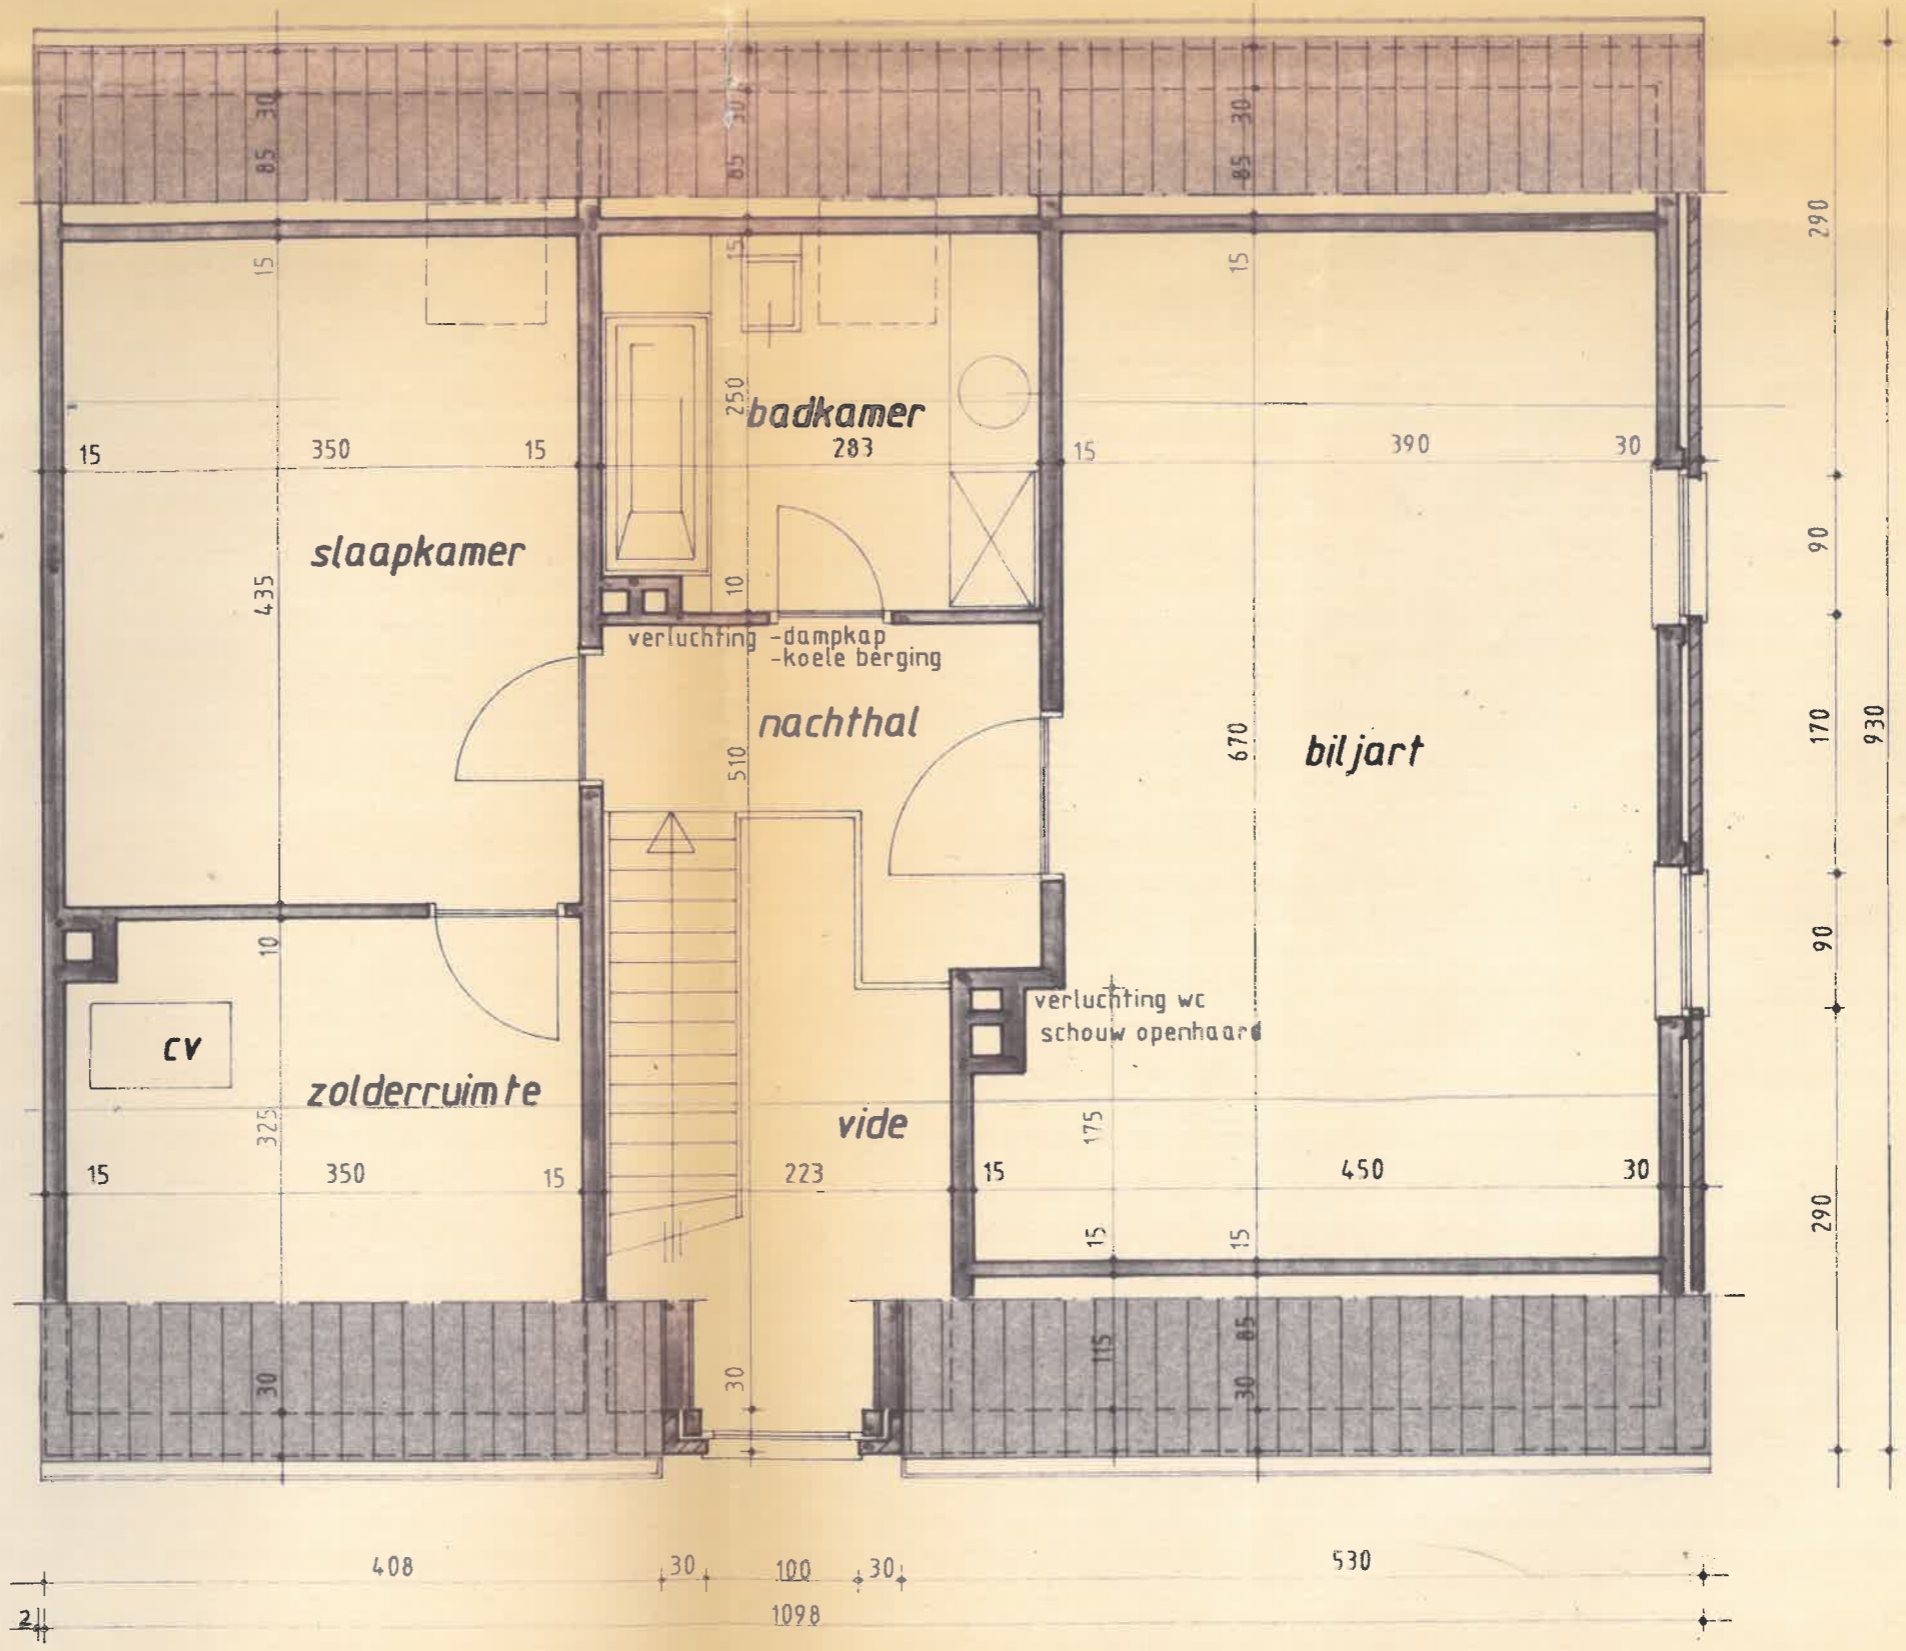 85 30
85 30
85 30
15
15
15
290
250
badkamer
15 350 15
283
15 390 30
slaapkamer
435
10
90
verluchting -dampkap
-koele berging
nachthal
510
670
biljart
170
930
10
90
verluchting wc
schouw openhaard
cv
zolderruimte
325
vide
175
15 350 15
223
15 450 30
290
15
15
30
30
115
30 85
408
30
100
30
530
2
1098